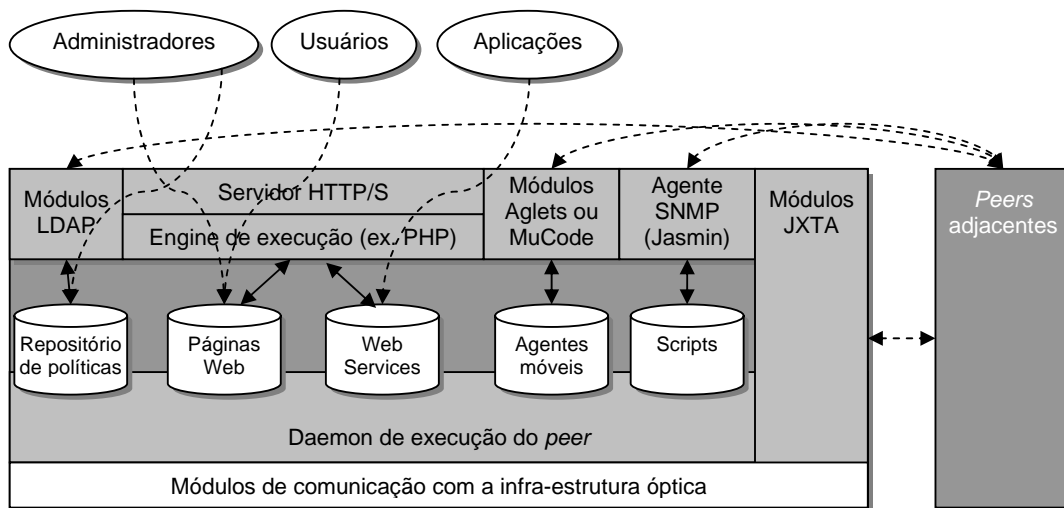 Administradores
Usuários
Aplicações
Módulos
LDAP
Servidor HTTP/S
Engine de execução (ex. PHP)
Módulos
Aglets ou
MuCode
Agente
SNMP
(Jasmin)
Módulos
JXTA
Peers
adjacentes
Repositório
de políticas
Páginas
Web
Web
Services
Agentes
móveis
Scripts
Daemon de execução do peer
Módulos de comunicação com a infra-estrutura óptica